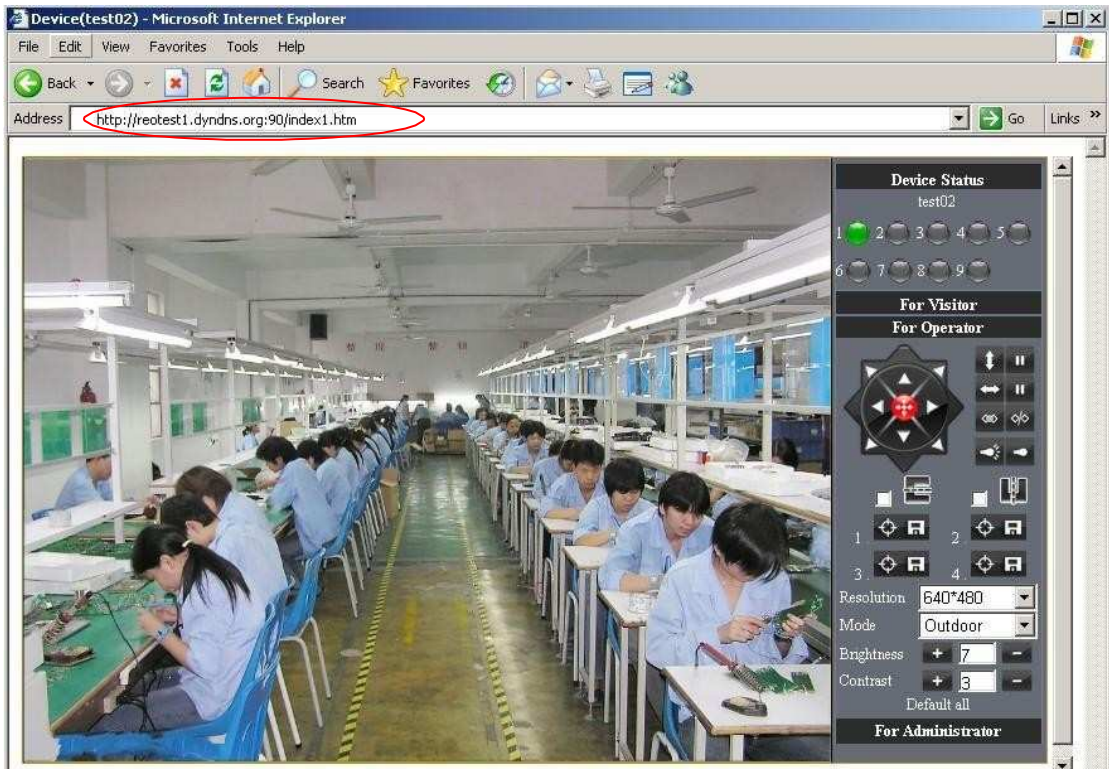 Device(test02) - Microsoft Internet Explorer
File Edit View Favorites Tools Help
Back Search Favorites
Address http://reotest1.dyndns.org:90/index1.htm Go Links »
Device Status
test02
1 2 3 4 5
6 7 8 9
For Visitor
For Operator
1 2
3 . 4 .
Resolution 640*480
Mode Outdoor
Brightness + 7 -
Contrast + 3 -
Default all
For Administrator